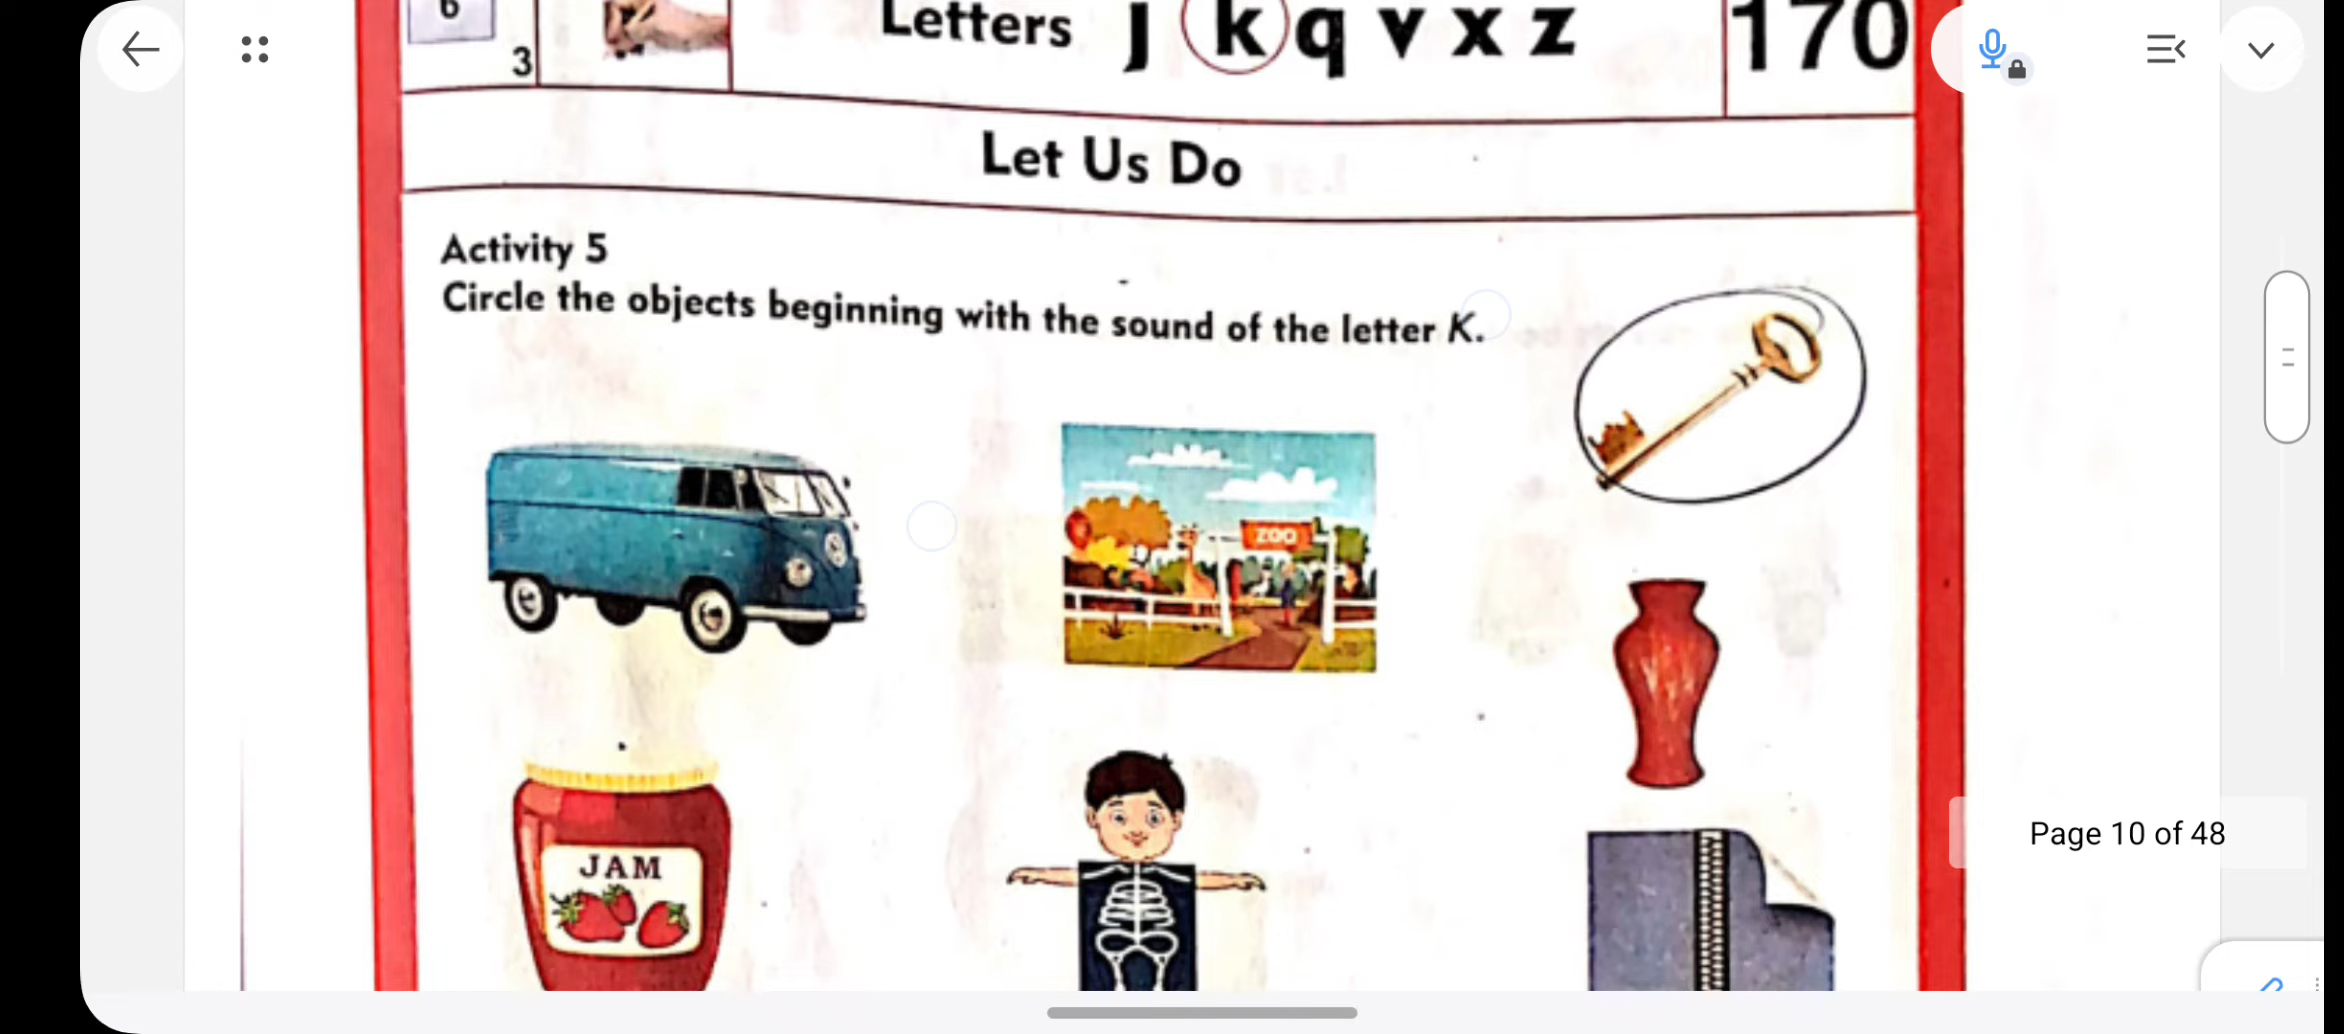 6
3
Letters j k q v x z
170
Let Us Do
Activity 5
Circle the objects beginning with the sound of the letter K.
ZOO
JAM
Page 10 of 48